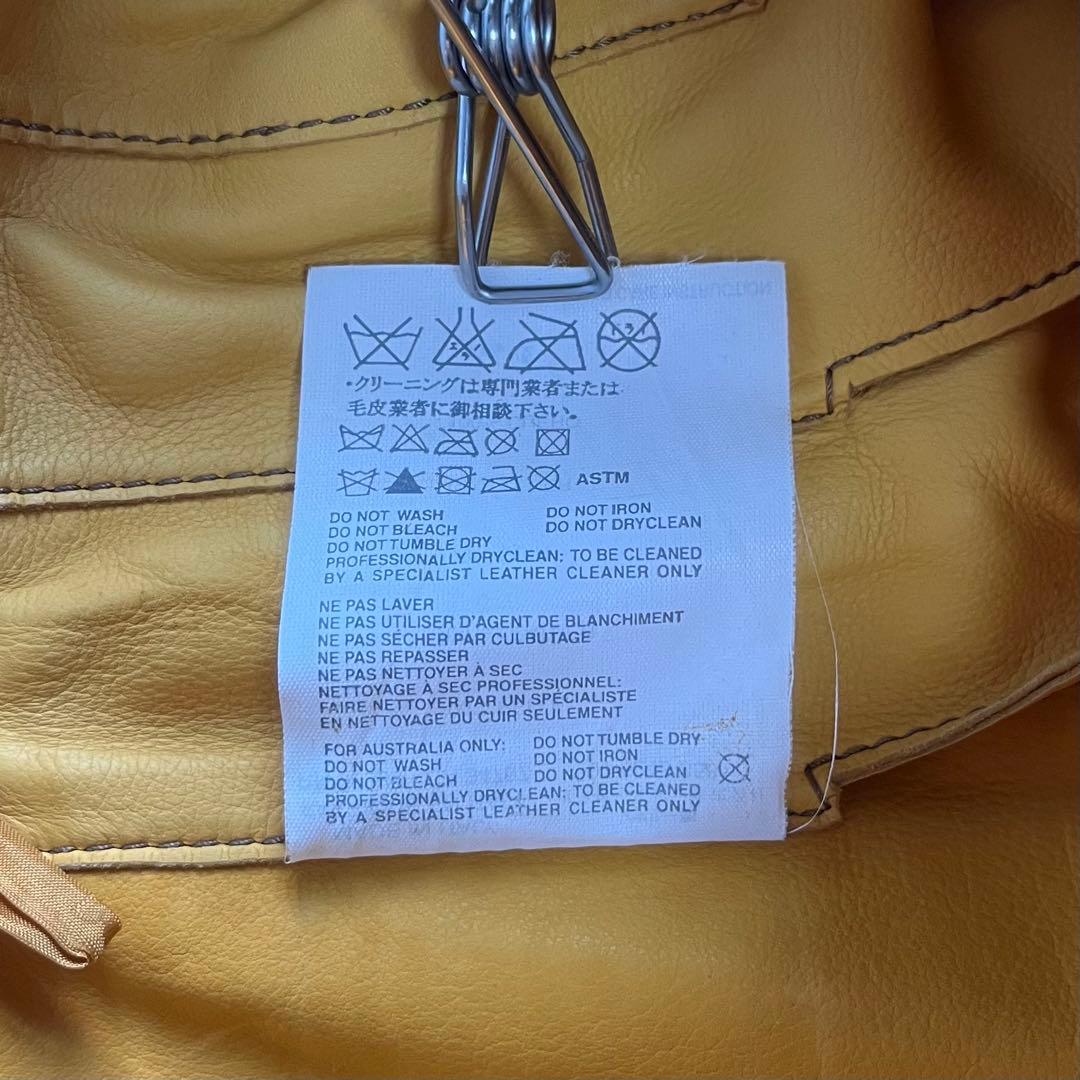 エンソ
ドライ
・クリーニングは専門業者または
毛皮業者に御相談下さい。
ASTM
DO NOT WASH DO NOT IRON
DO NOT BLEACH DO NOT DRYCLEAN
DO NOT TUMBLE DRY
PROFESSIONALLY DRYCLEAN: TO BE CLEANED
BY A SPECIALIST LEATHER CLEANER ONLY
NE PAS LAVER
NE PAS UTILISER D'AGENT DE BLANCHIMENT
NE PAS SÉCHER PAR CULBUTAGE
NE PAS REPASSER
NE PAS NETTOYER À SEC
NETTOYAGE À SEC PROFESSIONNEL:
FAIRE NETTOYER PAR UN SPÉCIALISTE
EN NETTOYAGE DU CUIR SEULEMENT
FOR AUSTRALIA ONLY: DO NOT TUMBLE DRY
DO NOT WASH DO NOT IRON
DO NOT BLEACH DO NOT DRYCLEAN
PROFESSIONALLY DRYCLEAN: TO BE CLEANED
BY A SPECIALIST LEATHER CLEANER ONLY